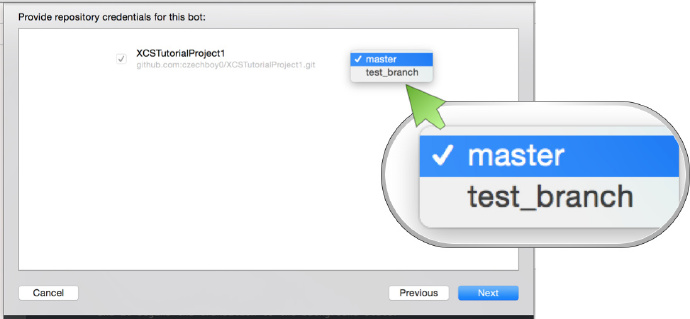 Provide repository credentials for this bot:
XCSTutorialProject1
github.com:czechboy0/XCSTutorialProject1.git
master
test_branch
master
test_branch
Cancel
Previous
Next